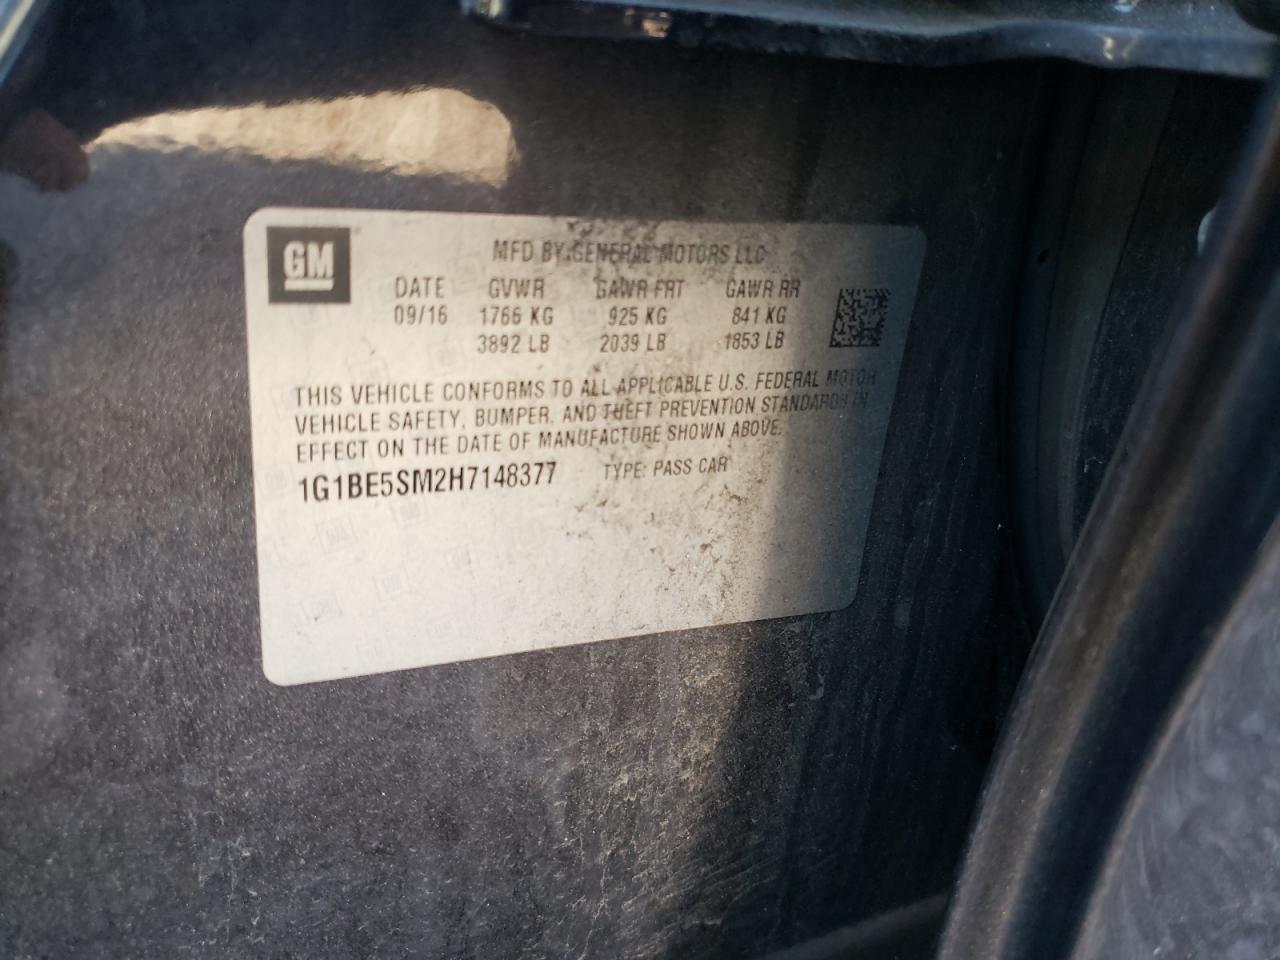 GM
MFD BY GENERAL MOTORS LLC
DATE GVWR GAWR FRT GAWR RR
09/16 1766 KG 925 KG 841 KG
3892 LB 2039 LB 1853 LB
THIS VEHICLE CONFORMS TO ALL APPLICABLE U.S. FEDERAL MOTOR
VEHICLE SAFETY, BUMPER, AND THEFT PREVENTION STANDARDS IN
EFFECT ON THE DATE OF MANUFACTURE SHOWN ABOVE.
1G1BE5SM2H7148377 TYPE: PASS CAR